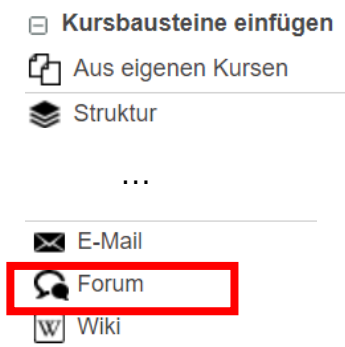 Kursbausteine einfügen
Aus eigenen Kursen
Struktur
...
E-Mail
Forum
W Wiki